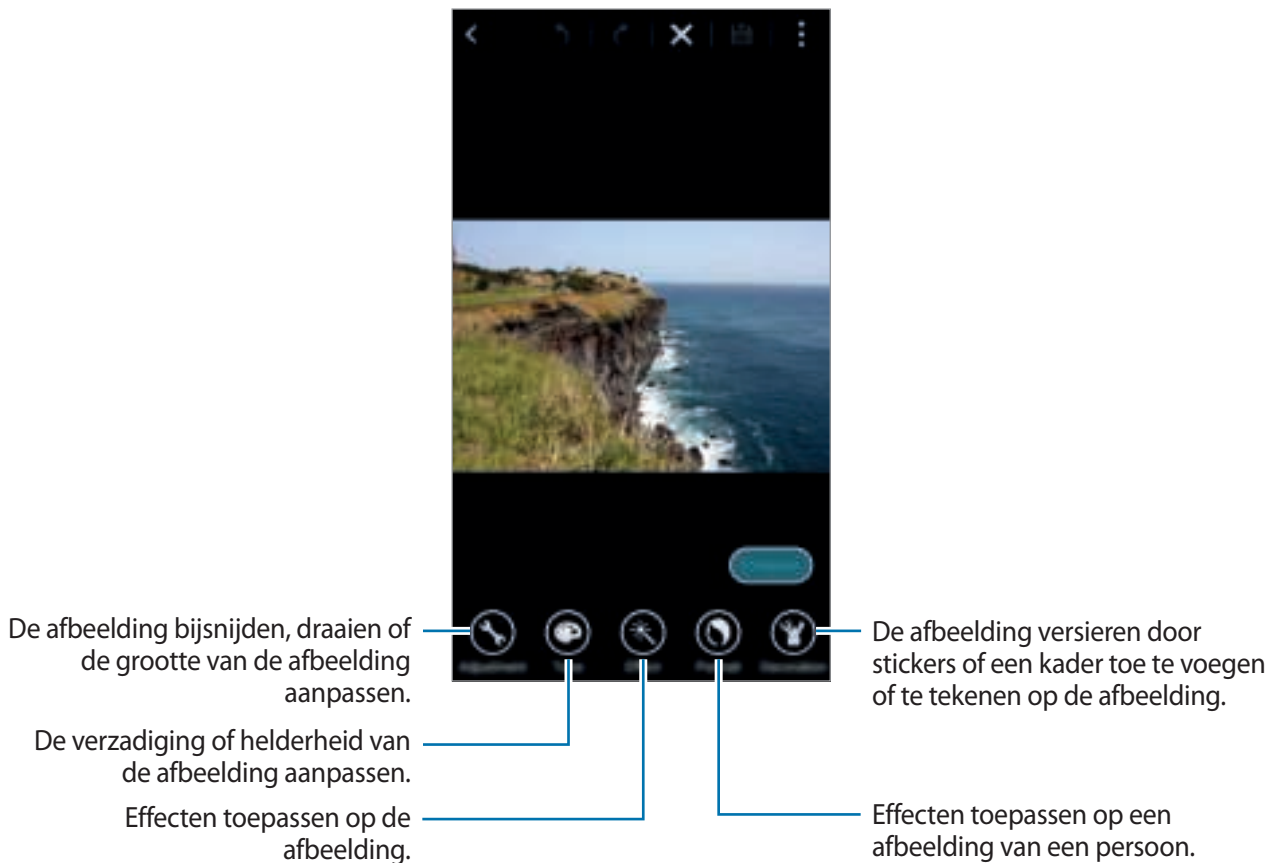 De afbeelding bijsnijden, draaien of
de grootte van de afbeelding
aanpassen.
De verzadiging of helderheid van
de afbeelding aanpassen.
Effecten toepassen op de
afbeelding.
De afbeelding versieren door
stickers of een kader toe te voegen
of te tekenen op de afbeelding.
Effecten toepassen op een
afbeelding van een persoon.